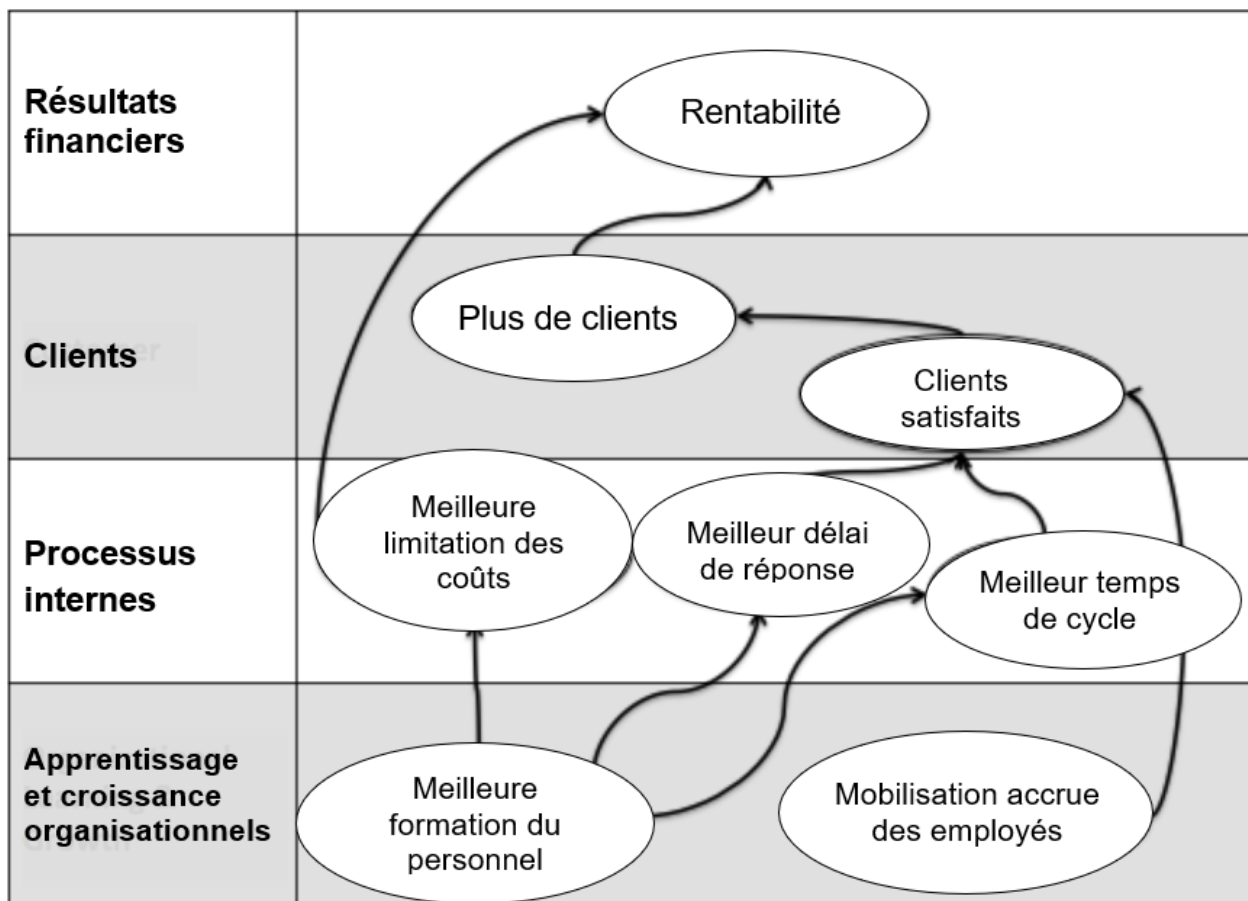 Résultats
financiers
Rentabilité
Clients
Plus de clients
Clients
satisfaits
Processus
internes
Meilleure
limitation des
coûts
Meilleur délai
de réponse
Meilleur temps
de cycle
Apprentissage
et croissance
organisationnels
Meilleure
formation du
personnel
Mobilisation accrue
des employés